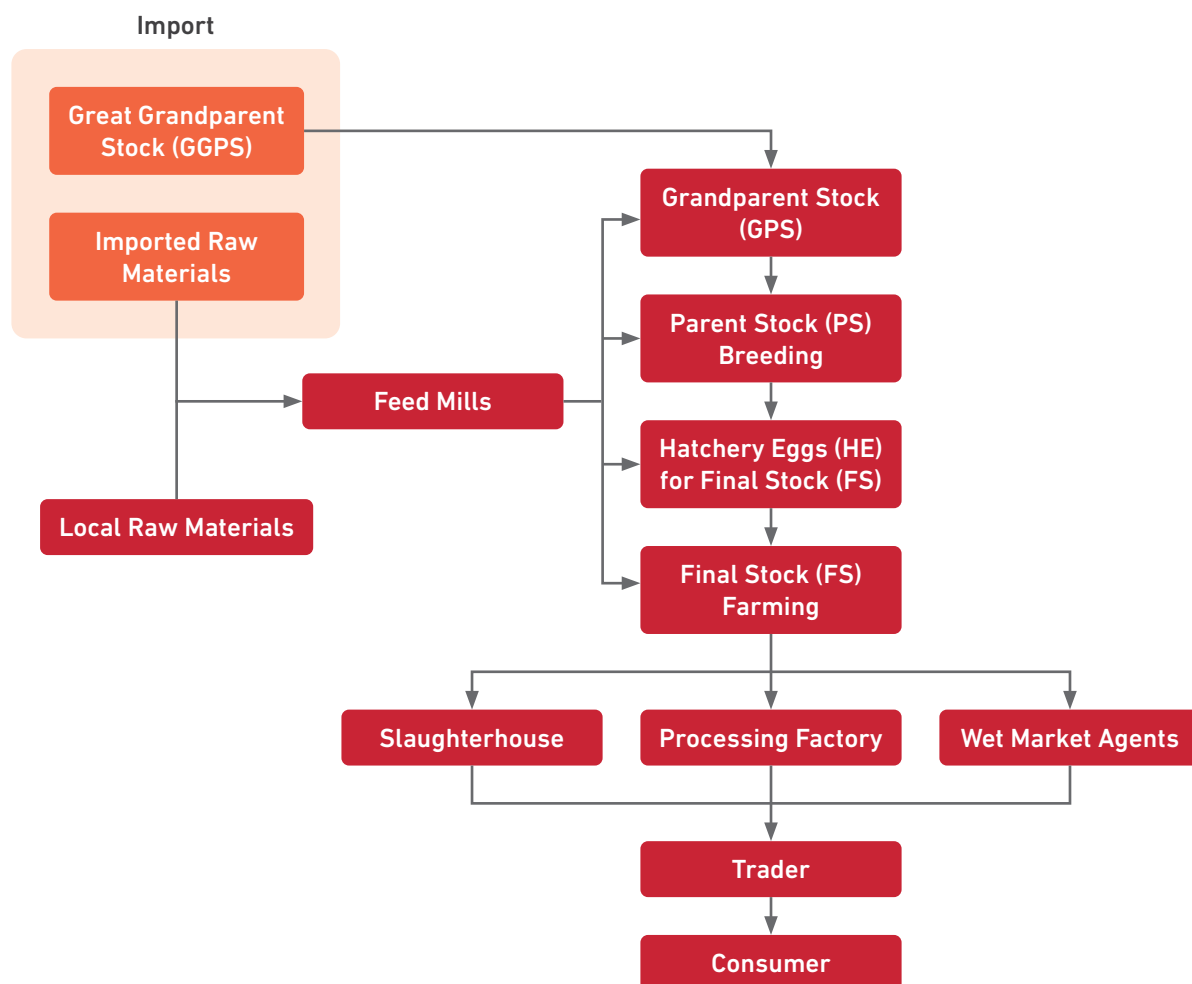 Import
Great Grandparent
Stock (GGPS)
Grandparent Stock
(GPS)
Imported Raw
Materials
Parent Stock (PS)
Breeding
Feed Mills
Hatchery Eggs (HE)
for Final Stock (FS)
Local Raw Materials
Final Stock (FS)
Farming
Slaughterhouse
Processing Factory
Wet Market Agents
Trader
Consumer